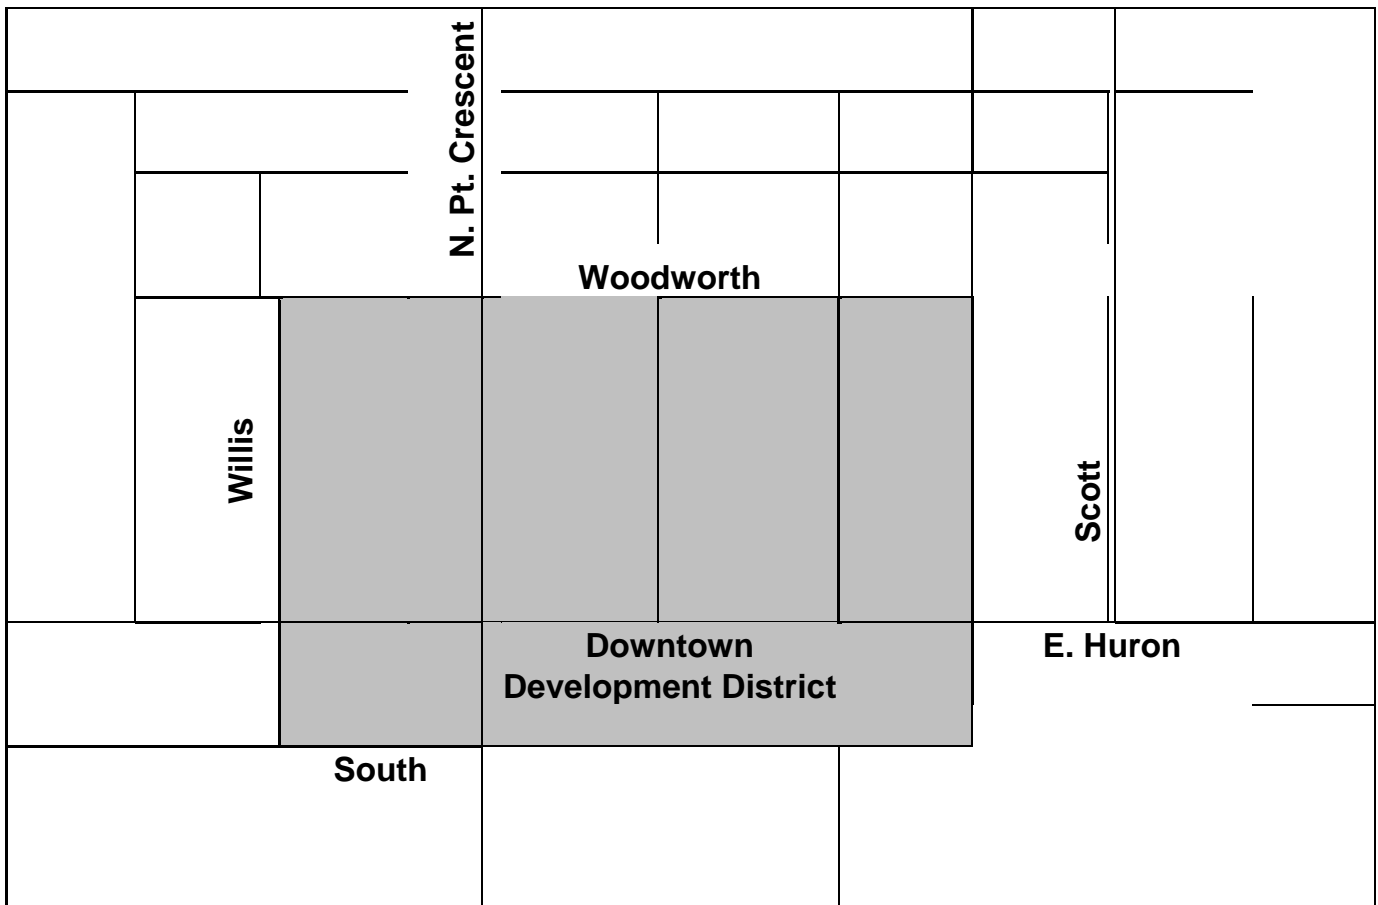 N. Pt. Crescent
Woodworth
Willis
Scott
Downtown
Development District
E. Huron
South